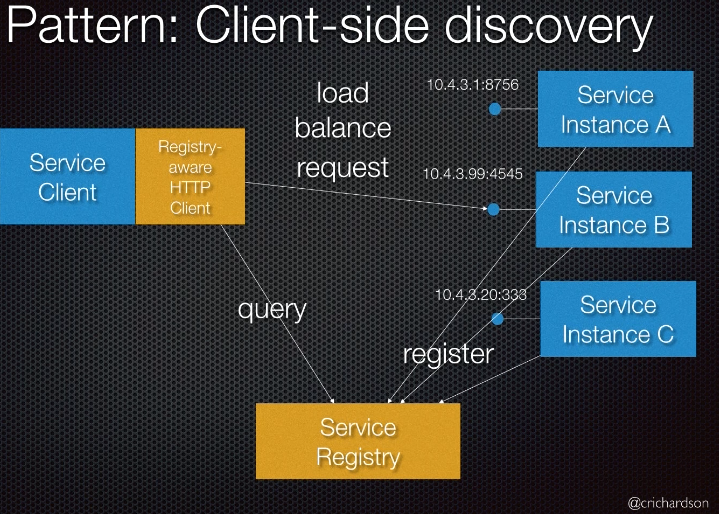 Pattern: Client-side discovery
10.4.3.1:8756
load
balance
request
Service
Instance A
Service
Client
Registry-
aware
HTTP
Client
10.4.3.99:4545
Service
Instance B
10.4.3.20:333
query
register
Service
Instance C
Service
Registry
@crichardson